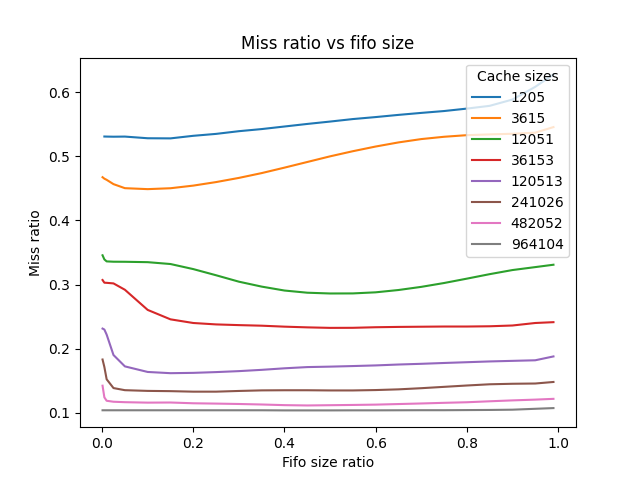 Miss ratio vs fifo size
Cache sizes
1205
3615
12051
36153
120513
241026
482052
964104
Miss ratio
0.6
0.5
0.4
0.3
0.2
0.1
0.0 0.2 0.4 0.6 0.8 1.0
Fifo size ratio